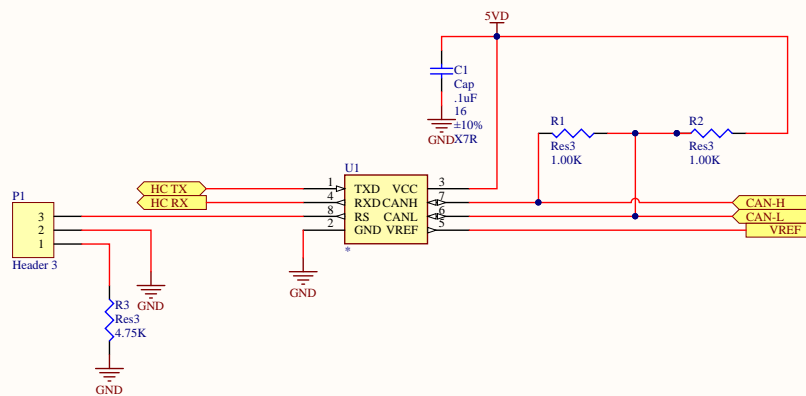 5VD
C1
Cap
.1uF
16
±10%
X7R
GND
R1
Res3
1.00K
R2
Res3
1.00K
U1
HC TX
1
TXD
VCC
3
HC RX
4
RXD
CANH
7
CAN-H
8
RS
CANL
6
CAN-L
2
GND
VREF
5
VREF
*
P1
3
2
1
Header 3
GND
GND
R3
Res3
4.75K
GND